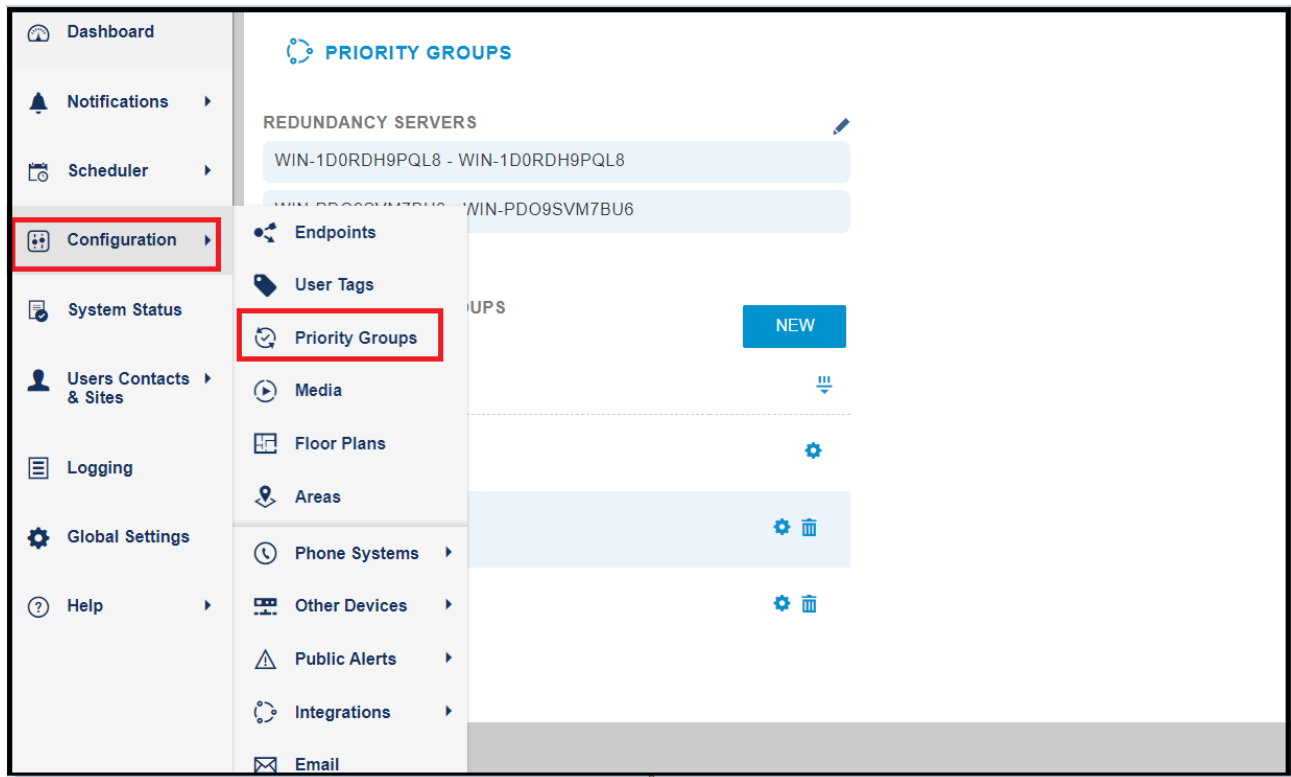 Dashboard
Notifications
Scheduler
Configuration
System Status
Users Contacts
& Sites
Logging
Global Settings
Help
Endpoints
User Tags
Priority Groups
Media
Floor Plans
Areas
Phone Systems
Other Devices
Public Alerts
Integrations
Email
PRIORITY GROUPS
REDUNDANCY SERVERS
WIN-1D0RDH9PQL8 - WIN-1D0RDH9PQL8
WIN-PDO9SVM7BU6
NEW